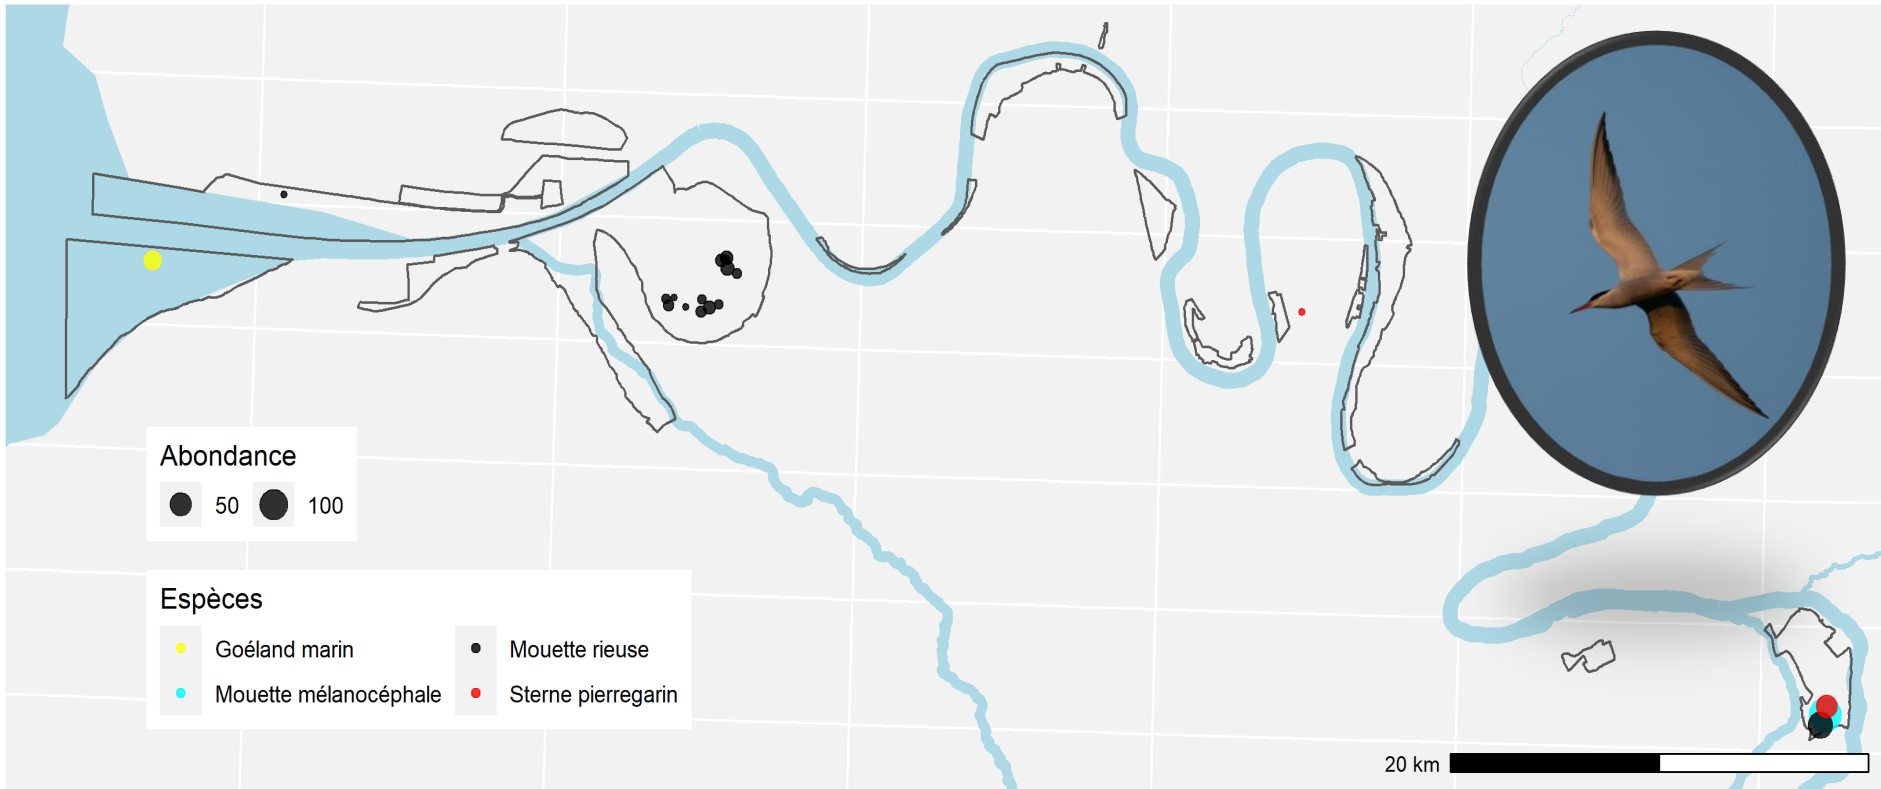 Abondance
50 100
Espèces
Goéland marin
Mouette rieuse
Mouette mélanocéphale
Sterne pierregarin
20 km